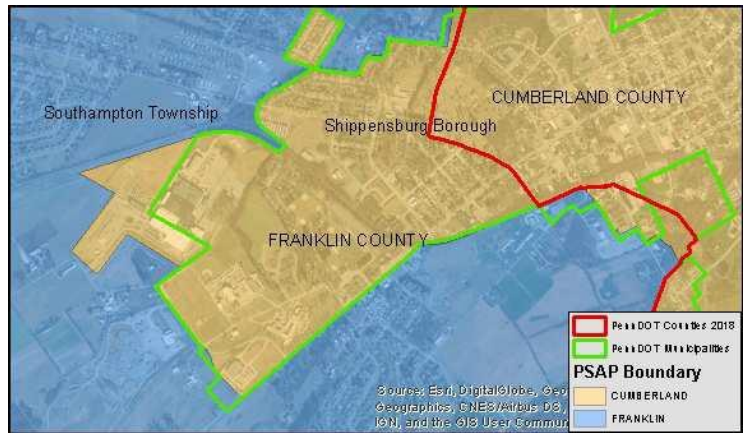 CUMBERLAND COUNTY
Southampton Township
Shippensburg Borough
FRANKLIN COUNTY
PennDOT Counties 2018
PennDOT Municipalities
PSAP Boundary
CUMBERLAND
FRANKLIN
Source: Esri, DigitalGlobe, Geo
Geographics, CNES/Airbus DS,
IGN, and the GIS User Commun